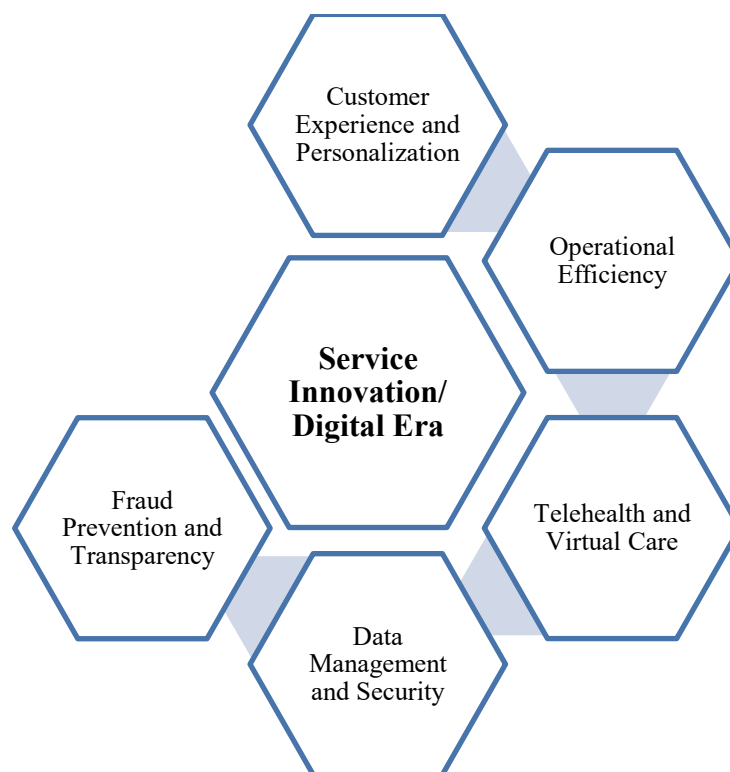 Customer
Experience and
Personalization
Operational
Efficiency
Service
Innovation/
Digital Era
Telehealth and
Virtual Care
Data
Management
and Security
Fraud
Prevention and
Transparency